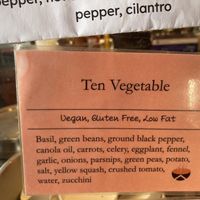 pepper, cilantro
Ten Vegetable
Vegan, Gluten Free, Low Fat
Basil, green beans, ground black pepper,
canola oil, carrots, celery, eggplant, fennel,
garlic, onions, parsnips, green peas, potato,
salt, yellow squash, crushed tomato,
water, zucchini